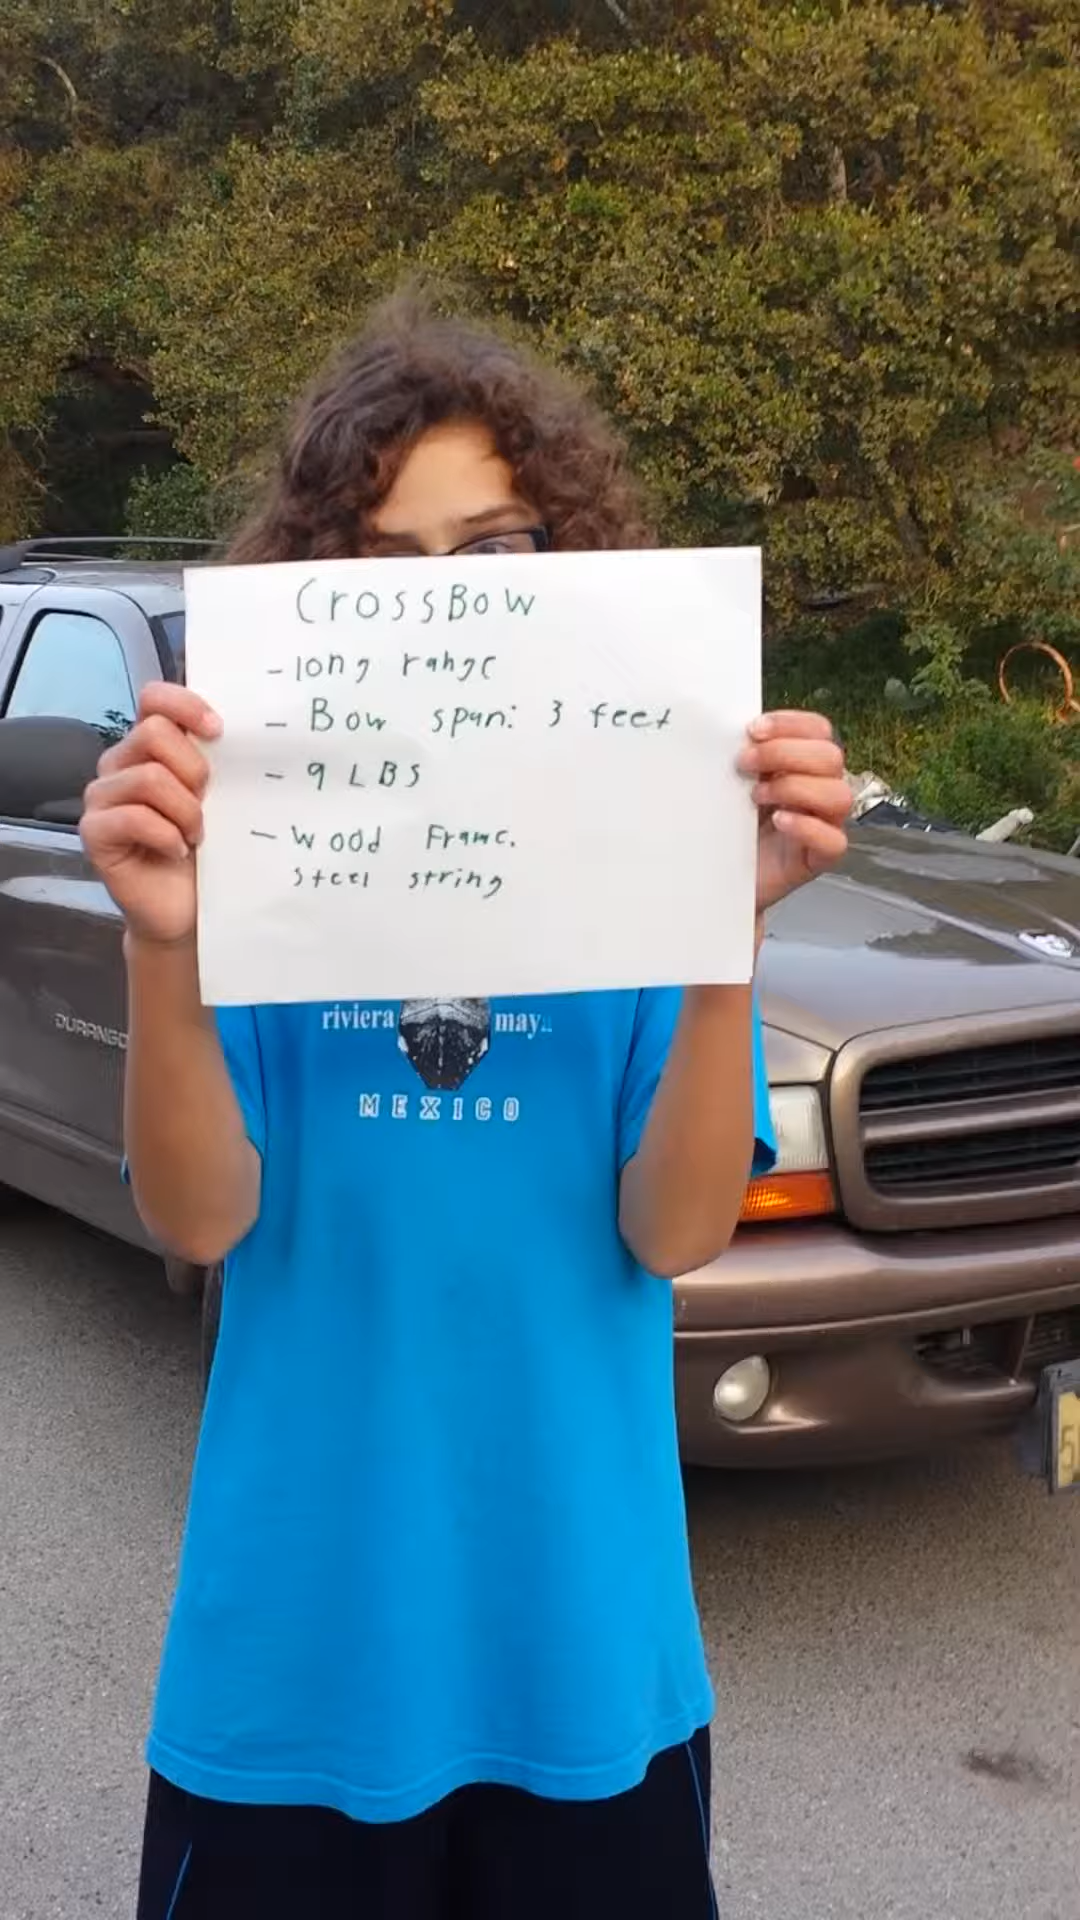 CrossBow
- long range
- Bow span: 3 feet
- 9 LBS
- Wood Frame.
steel string
riviera maya
MEXICO
DURANGO